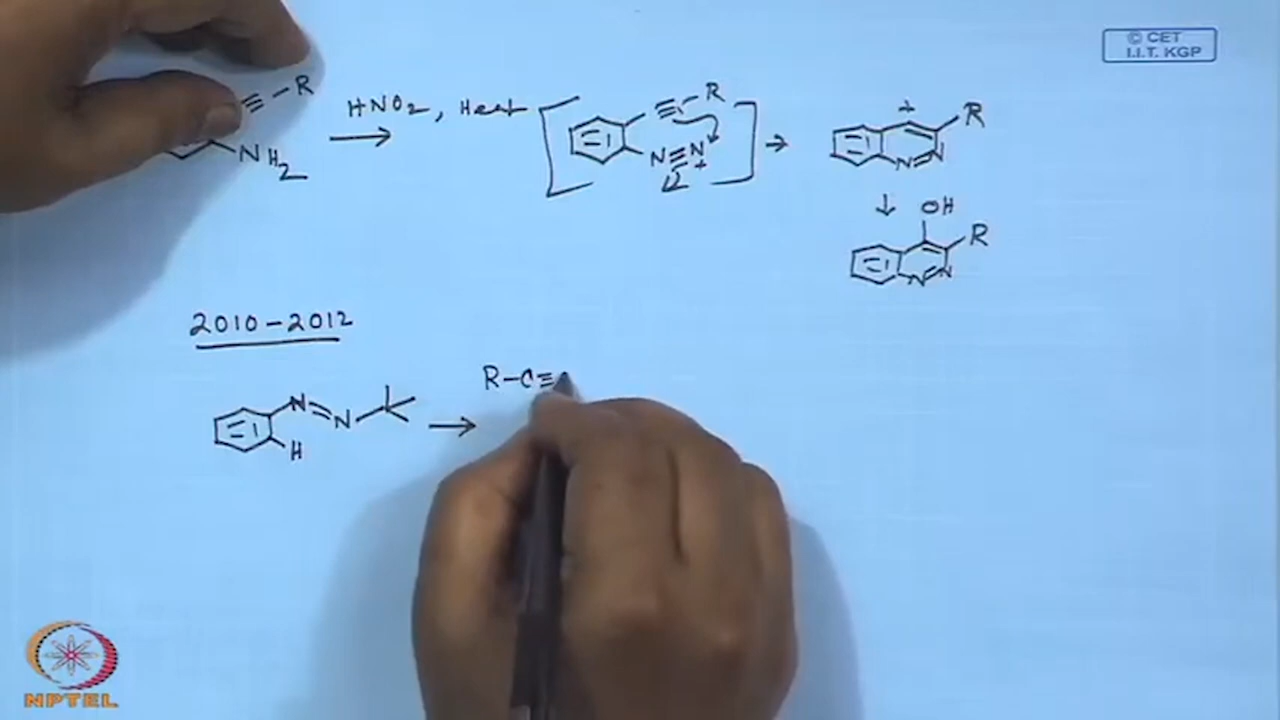 © CET
I.I.T. KGP
≡-R
NH2
HNO2, Heat
≡-R
N≡N
+
+
R
N=N
OH
R
N=N
2010-2012
N=N
H
R-C≡
NPTEL